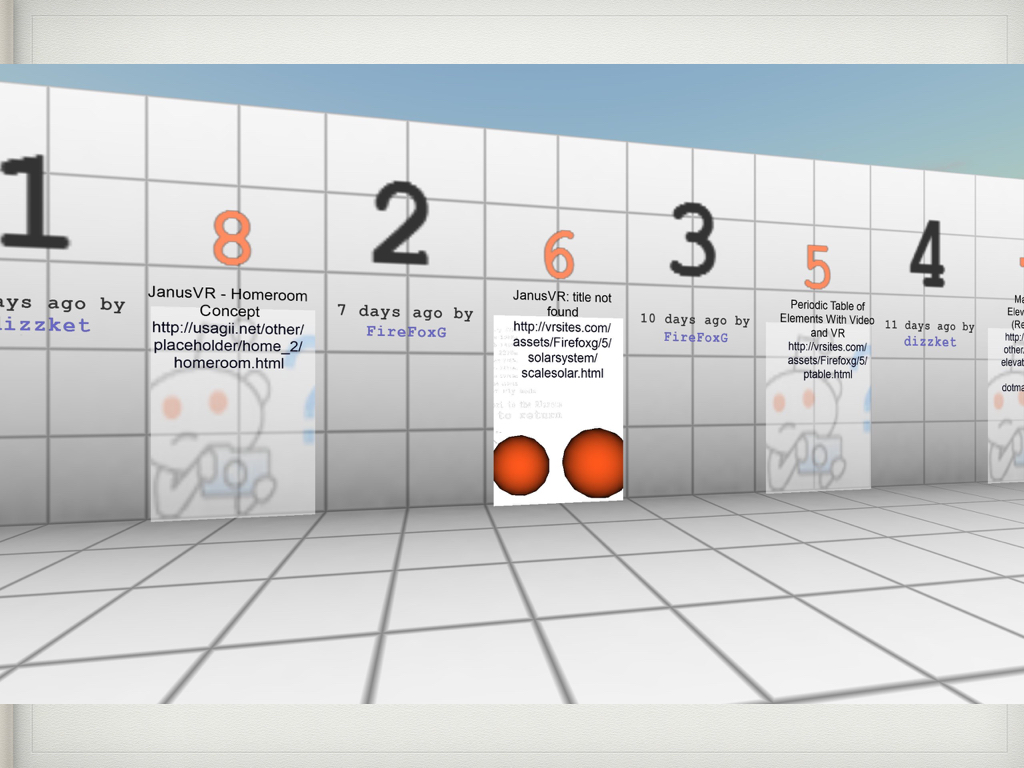 1
ays ago by
izzket
8
JanusVR - Homeroom
Concept
http://usagii.net/other/
placeholder/home_2/
homeroom.html
2
7 days ago by
FireFoxG
6
JanusVR: title not
found
http://vrsites.com/
assets/Firefoxg/5/
solarsystem/
scalesolar.html
to return
3
10 days ago by
FireFoxG
5
Periodic Table of
Elements With Video
and VR
http://vrsites.com/
assets/Firefoxg/5/
ptable.html
4
11 days ago by
dizzket
Elev
(Re
http:/
other
elevat
dotma